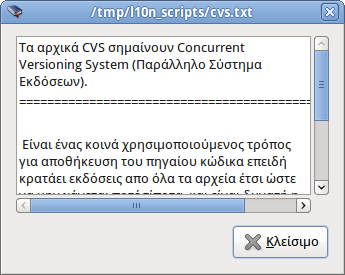 /tmp/l10n_scripts/cvs.txt
Τα αρχικά CVS σημαίνουν Concurrent
Versioning System (Παράλληλο Σύστημα
Εκδόσεων).
=========================================
Είναι ένας κοινά χρησιμοποιούμενος τρόπος
για αποθήκευση του πηγαίου κώδικα επειδή
κρατάει εκδόσεις απο όλα τα αρχεία έτσι ώστε
Κλείσιμο